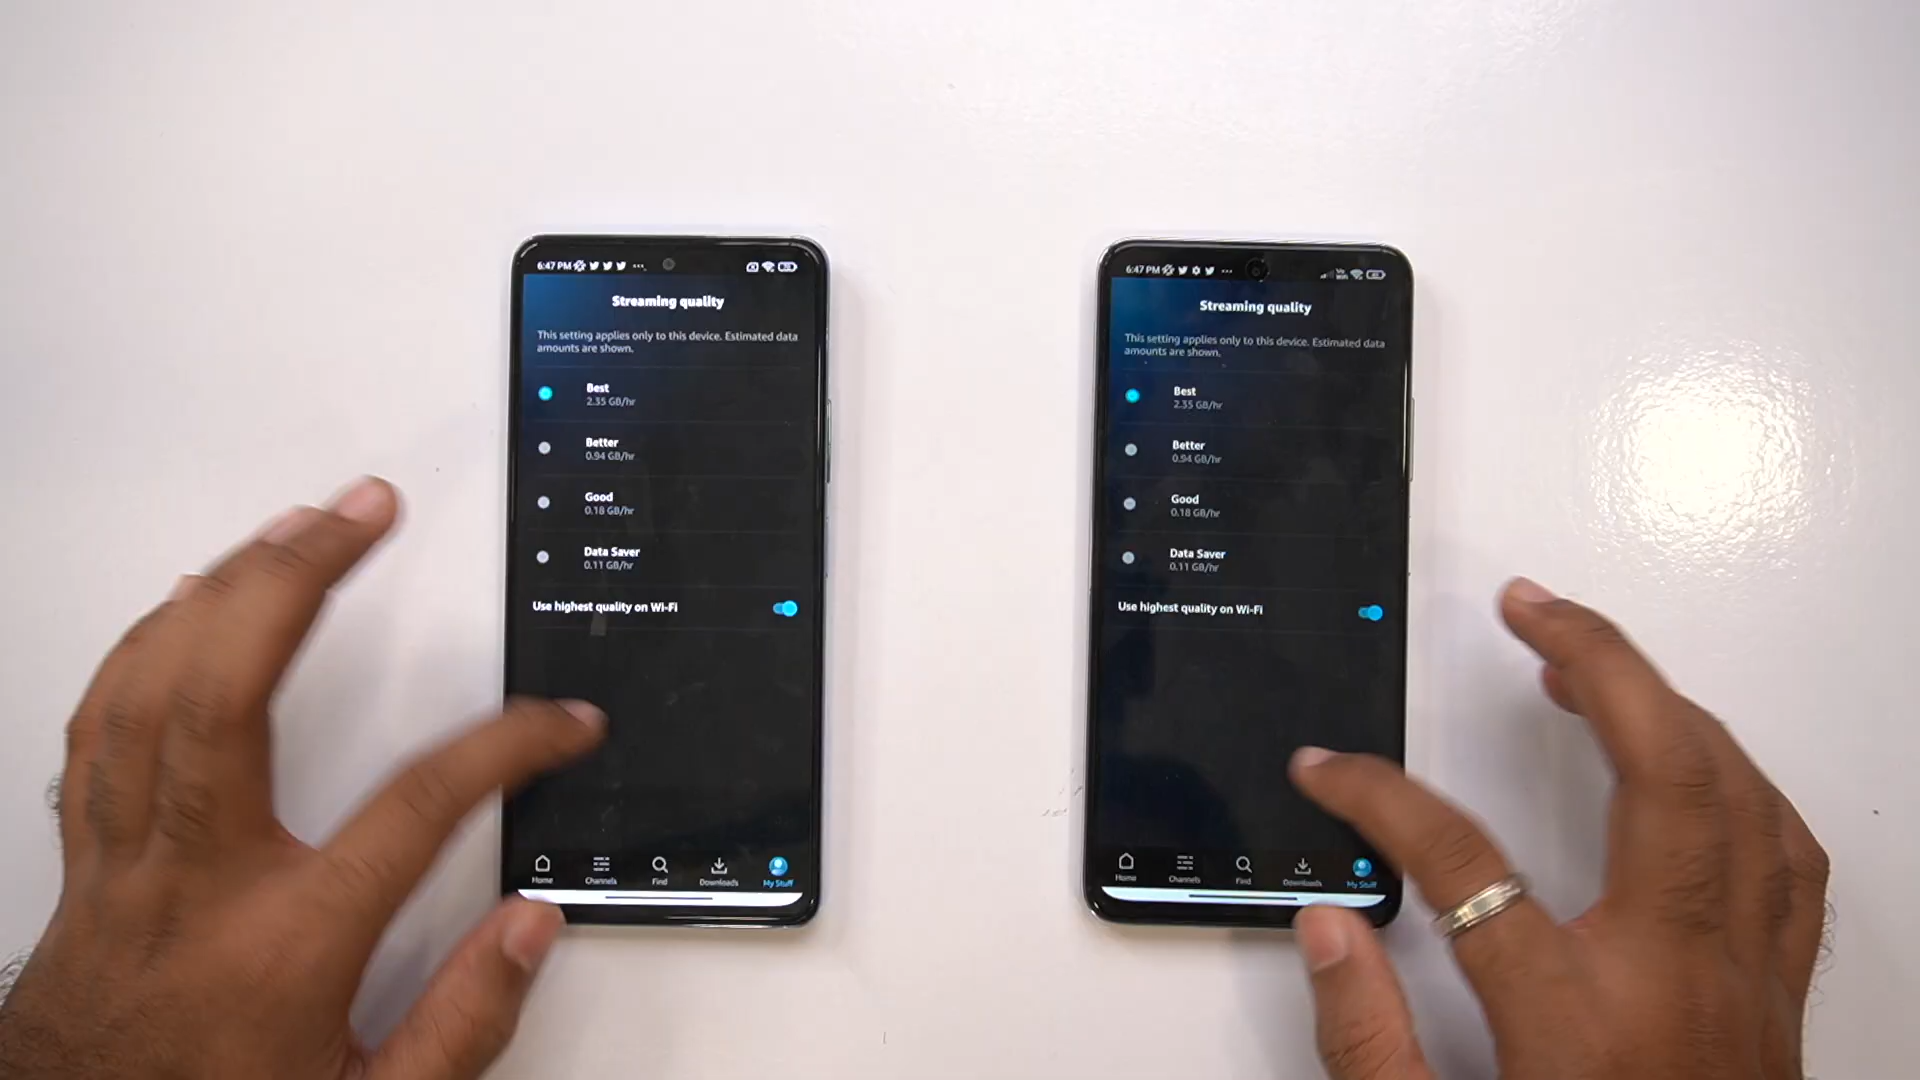 6:47 PM
Streaming quality
This setting applies only to this device. Estimated data
amounts are shown.
Best
2.35 GB/hr
Better
0.94 GB/hr
Good
0.18 GB/hr
Data Saver
0.11 GB/hr
Use highest quality on Wi-Fi
Home
Channels
Find
Downloads
My Stuff
6:47 PM
Vo
WiFi
Streaming quality
This setting applies only to this device. Estimated data
amounts are shown.
Best
2.35 GB/hr
Better
0.94 GB/hr
Good
0.18 GB/hr
Data Saver
0.11 GB/hr
Use highest quality on Wi-Fi
Home
Channels
Find
Downloads
My Stuff